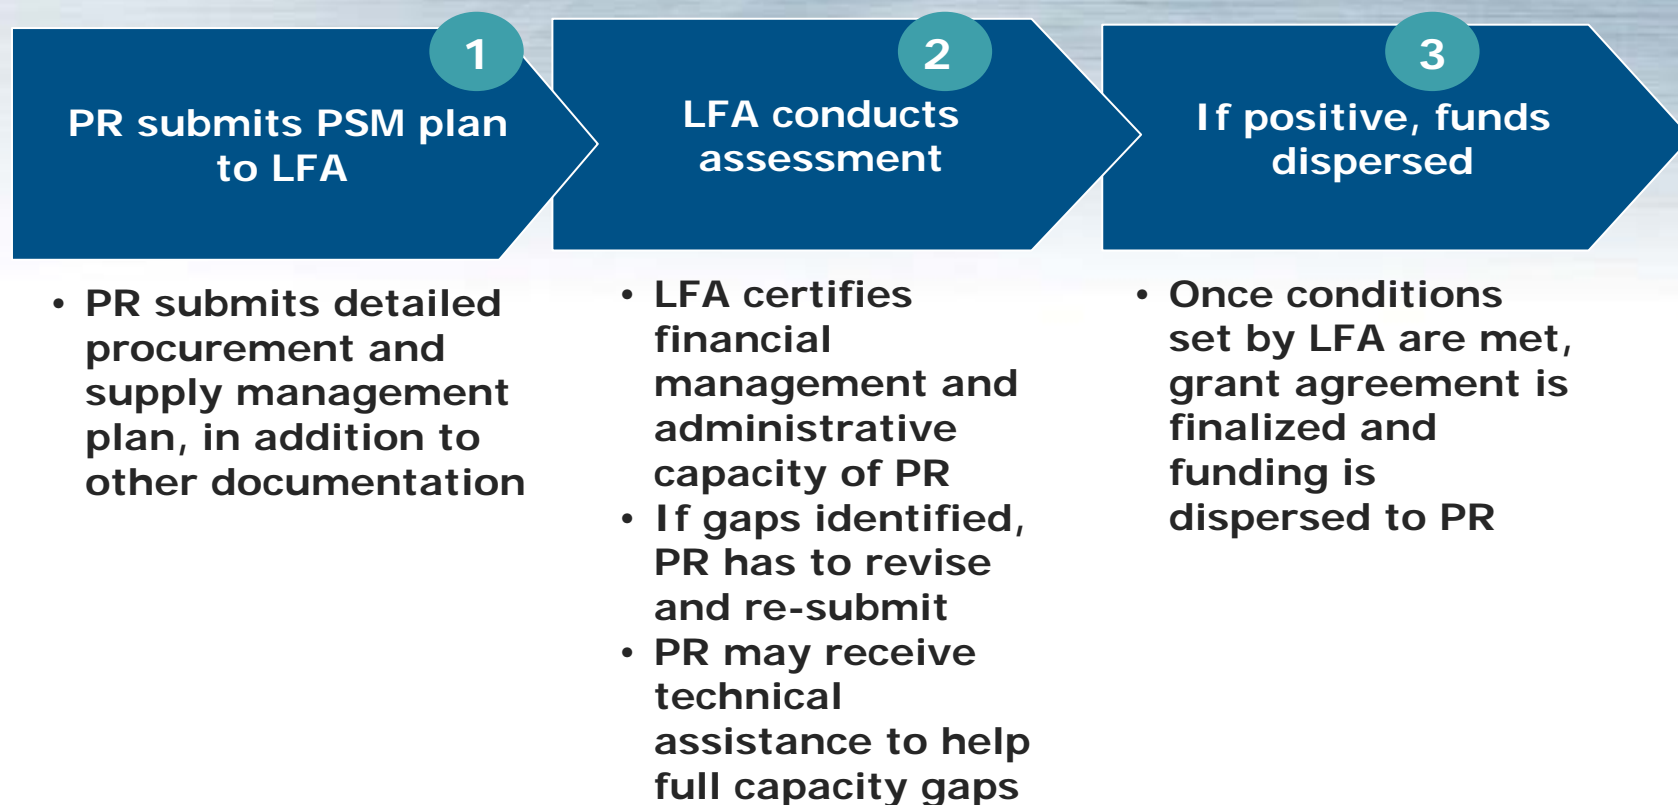 1
PR submits PSM plan
to LFA
• PR submits detailed
procurement and
supply management
plan, in addition to
other documentation
2
LFA conducts
assessment
• LFA certifies
financial
management and
administrative
capacity of PR
• If gaps identified,
PR has to revise
and re-submit
• PR may receive
technical
assistance to help
full capacity gaps
3
If positive, funds
dispersed
• Once conditions
set by LFA are met,
grant agreement is
finalized and
funding is
dispersed to PR